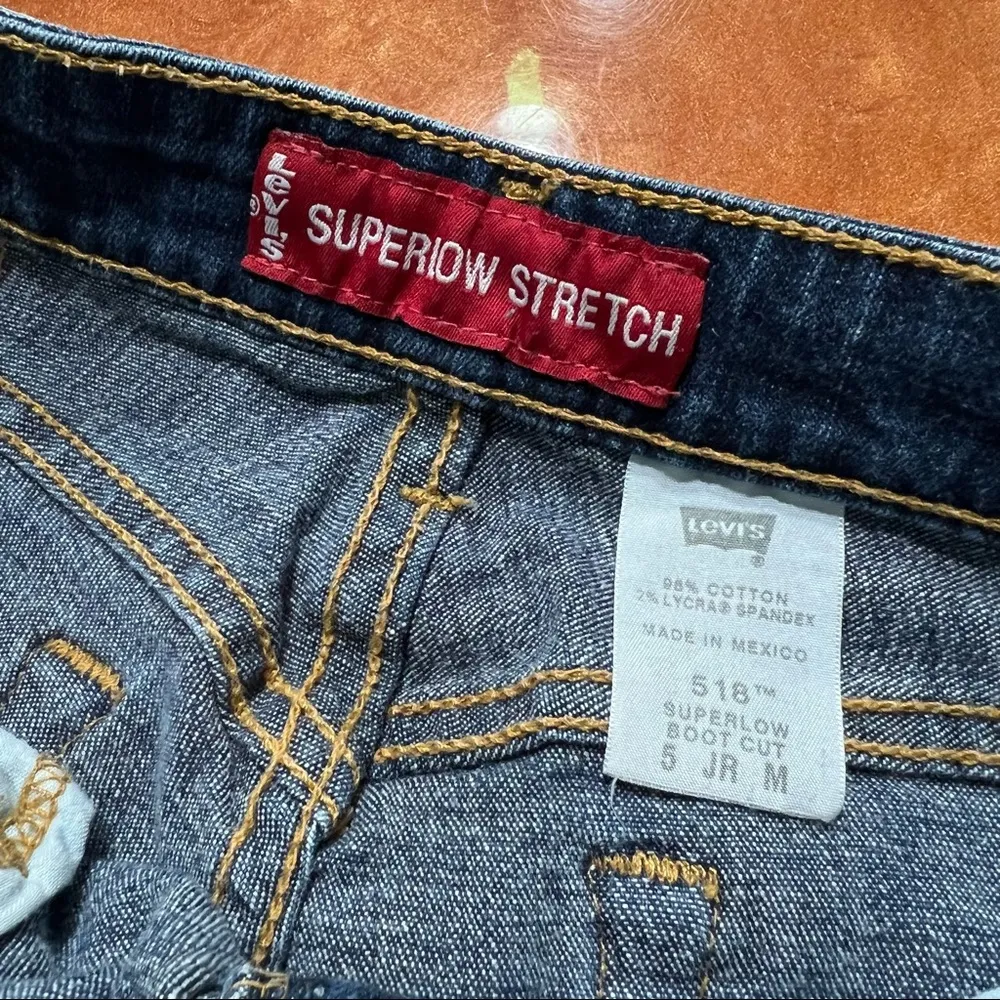 LEVI'S
®
SUPERlOW STRETCH
LEVI'S
®
98% COTTON
2% LYCRA® SPANDEX
MADE IN MEXICO
518™
SUPERLOW
BOOT CUT
5 JR M